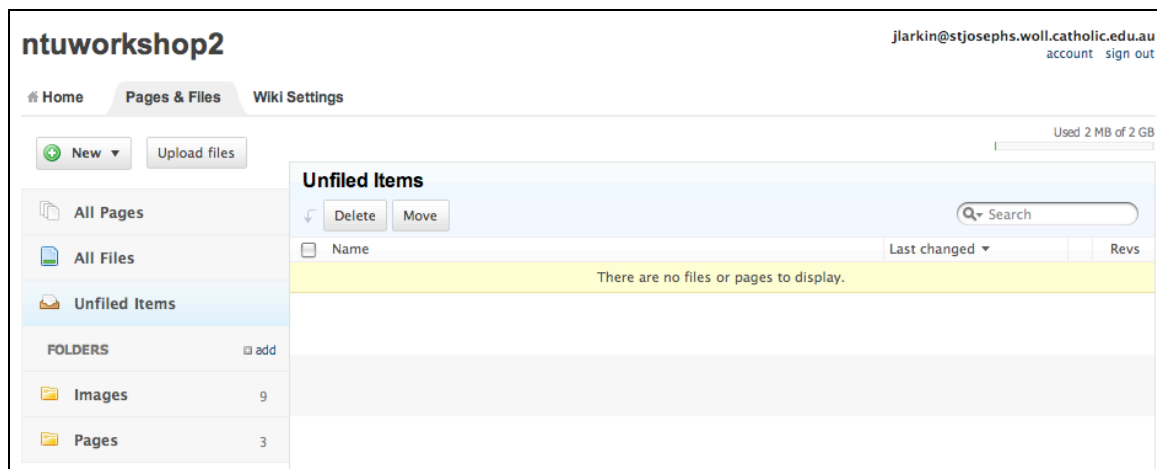 ntuworkshop2
jlarkin@stjosephs.woll.catholic.edu.au
account sign out
Home Pages & Files Wiki Settings
New Upload files
Used 2 MB of 2 GB
Unfiled Items
Delete Move
Search
Name Last changed Revs
There are no files or pages to display.
All Pages
All Files
Unfiled Items
FOLDERS add
Images 9
Pages 3